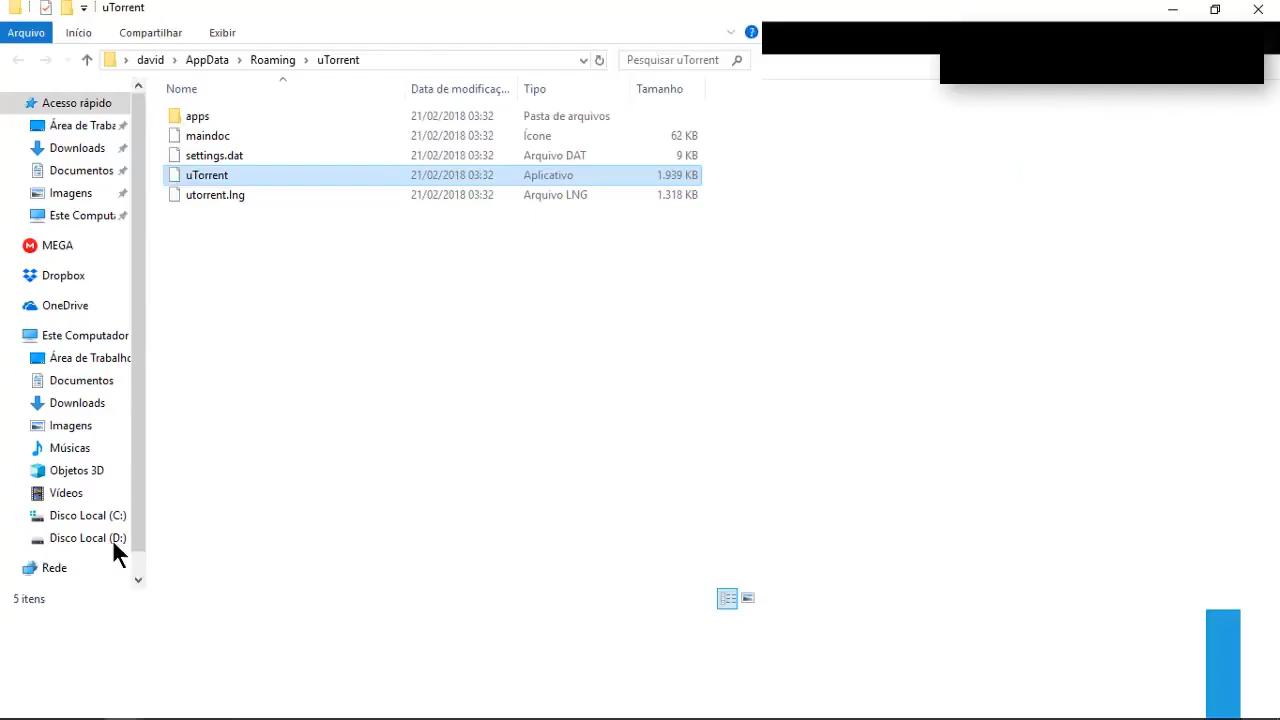 uTorrent
Arquivo Início Compartilhar Exibir
david AppData Roaming uTorrent Pesquisar uTorrent
Nome Data de modificaç... Tipo Tamanho
Acesso rápido
Área de Traba
Downloads
Documentos
Imagens
Este Comput
MEGA
Dropbox
OneDrive
Este Computador
Área de Trabalho
Documentos
Downloads
Imagens
Músicas
Objetos 3D
Vídeos
Disco Local (C:)
Disco Local (D:)
Rede
apps 21/02/2018 03:32 Pasta de arquivos
maindoc 21/02/2018 03:32 Ícone 62 KB
settings.dat 21/02/2018 03:32 Arquivo DAT 9 KB
uTorrent 21/02/2018 03:32 Aplicativo 1.939 KB
utorrent.lng 21/02/2018 03:32 Arquivo LNG 1.318 KB
5 itens